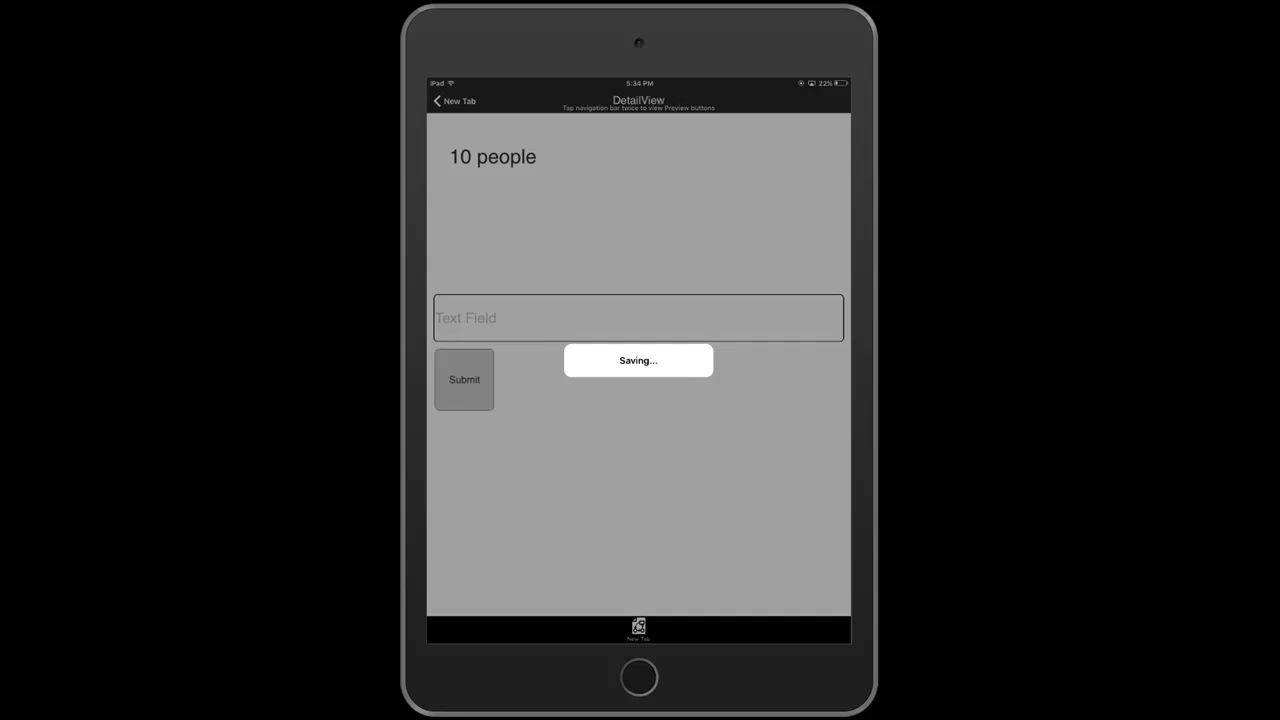 iPad 5:34 PM 22%
New Tab DetailView
Tap navigation bar twice to view Preview buttons
10 people
Text Field
Saving...
Submit
New Tab